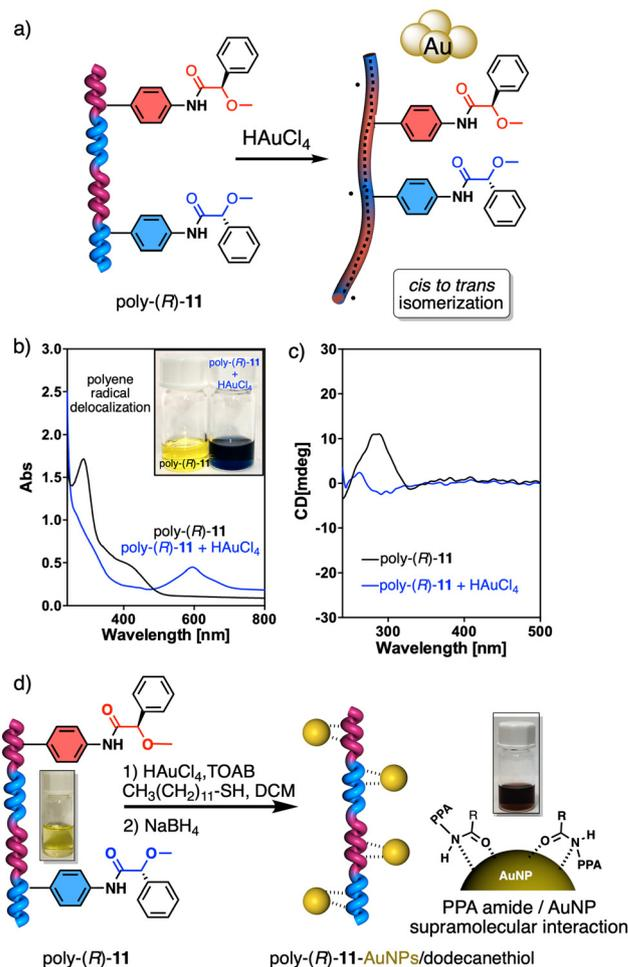 a)
Au
O
NH
O
HAuCl4
O
NH
O
O
NH
O
O
NH
O
cis to trans
isomerization
poly-(R)-11
b)
3.0
2.5
2.0
1.5
1.0
0.5
0.0
Abs
polyene
radical
delocalization
poly-(R)-11
+
HAuCl4
poly-(R)-11
poly-(R)-11
poly-(R)-11 + HAuCl4
400
600
800
Wavelength [nm]
c)
30
20
10
0
-10
-20
-30
CD[mdeg]
poly-(R)-11
poly-(R)-11 + HAuCl4
300
400
500
Wavelength [nm]
d)
O
NH
O
1) HAuCl4,TOAB
CH3(CH2)11-SH, DCM
2) NaBH4
O
NH
O
poly-(R)-11
poly-(R)-11-AuNPs/dodecanethiol
PPA
R
N
O
H
R
O
N
H
PPA
AuNP
PPA amide / AuNP
supramolecular interaction